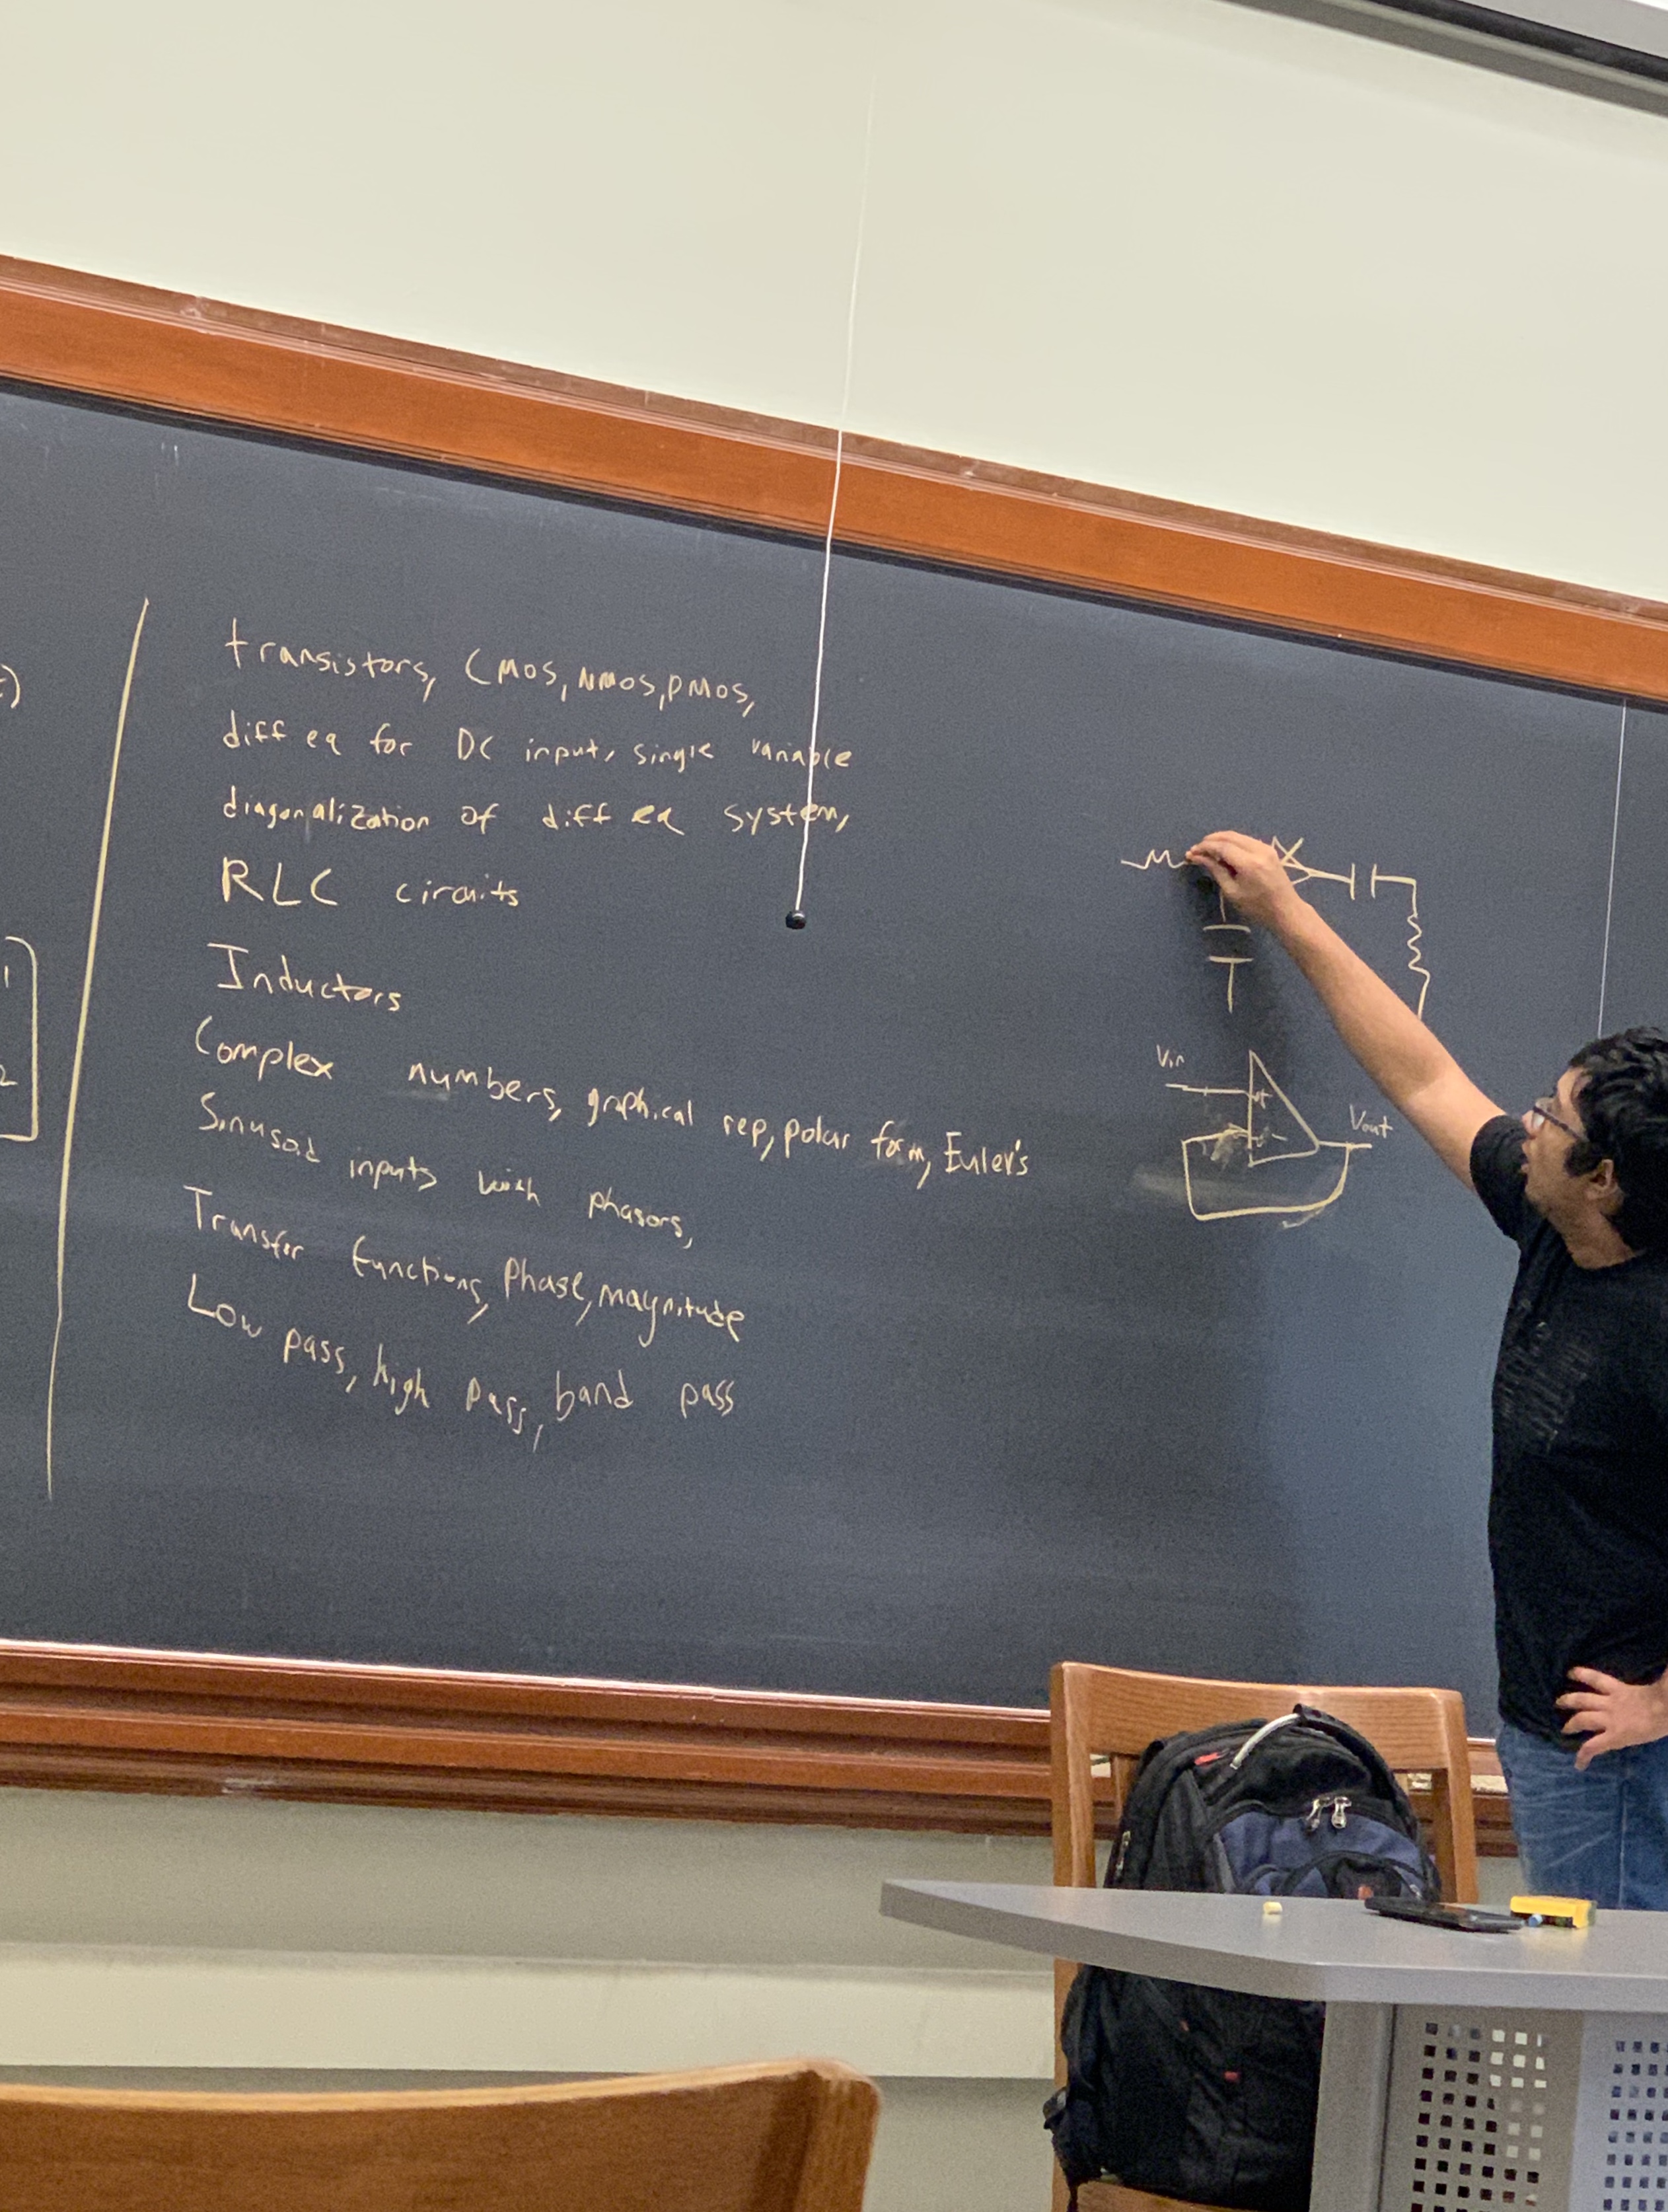 transistors, CMOS, NMOS, PMOS,
diff eq for DC input, single variable
diagonalization of diff eq system,
RLC circuits
Inductors
Complex numbers, graphical rep, polar form, Euler's
Sinusoid inputs with phasors,
Transfer functions, Phase, magnitude
Low pass, high pass, band pass
Vin
Vout
1
2